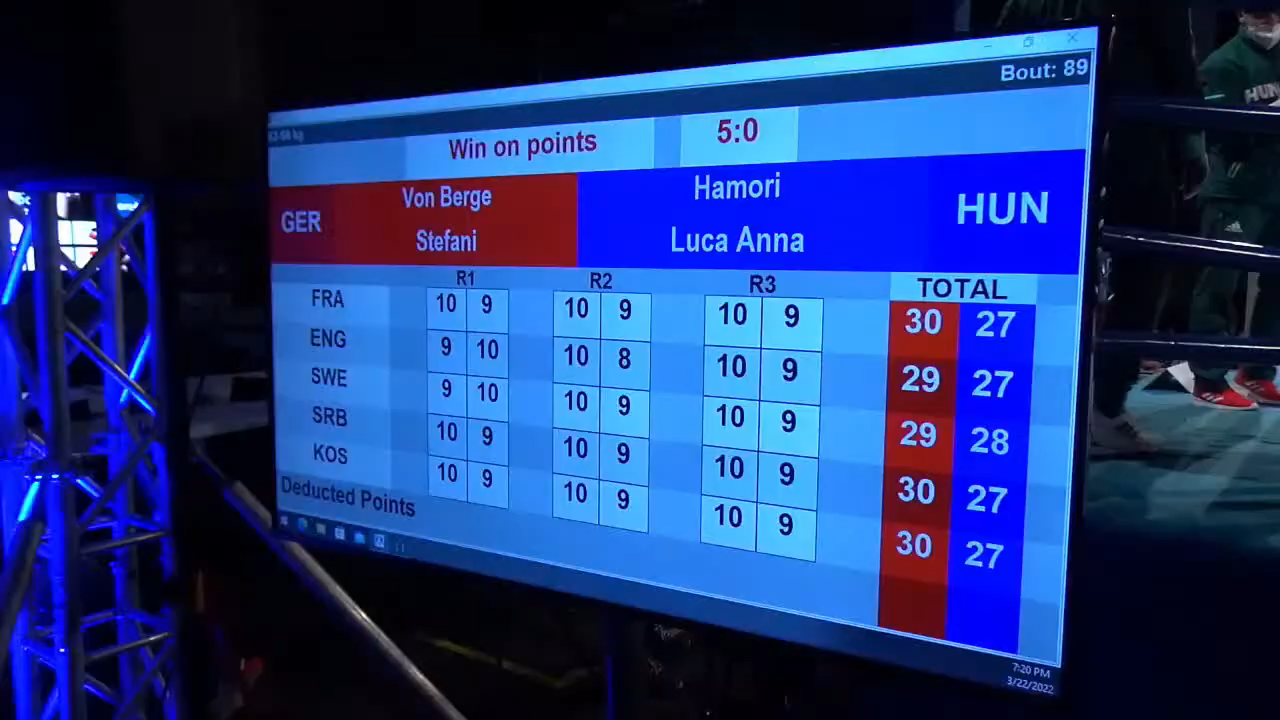 Bout: 89
Win on points 5:0
GER Von Berge Stefani Hamori Luca Anna HUN
R1 R2 R3 TOTAL
FRA 10 9 10 9 10 9 30 27
ENG 9 10 10 8 10 9 29 27
SWE 9 10 10 9 10 9 29 28
SRB 10 9 10 9 10 9 30 27
KOS 10 9 10 9 10 9 30 27
Deducted Points
7:20 PM
3/22/2022
HUN